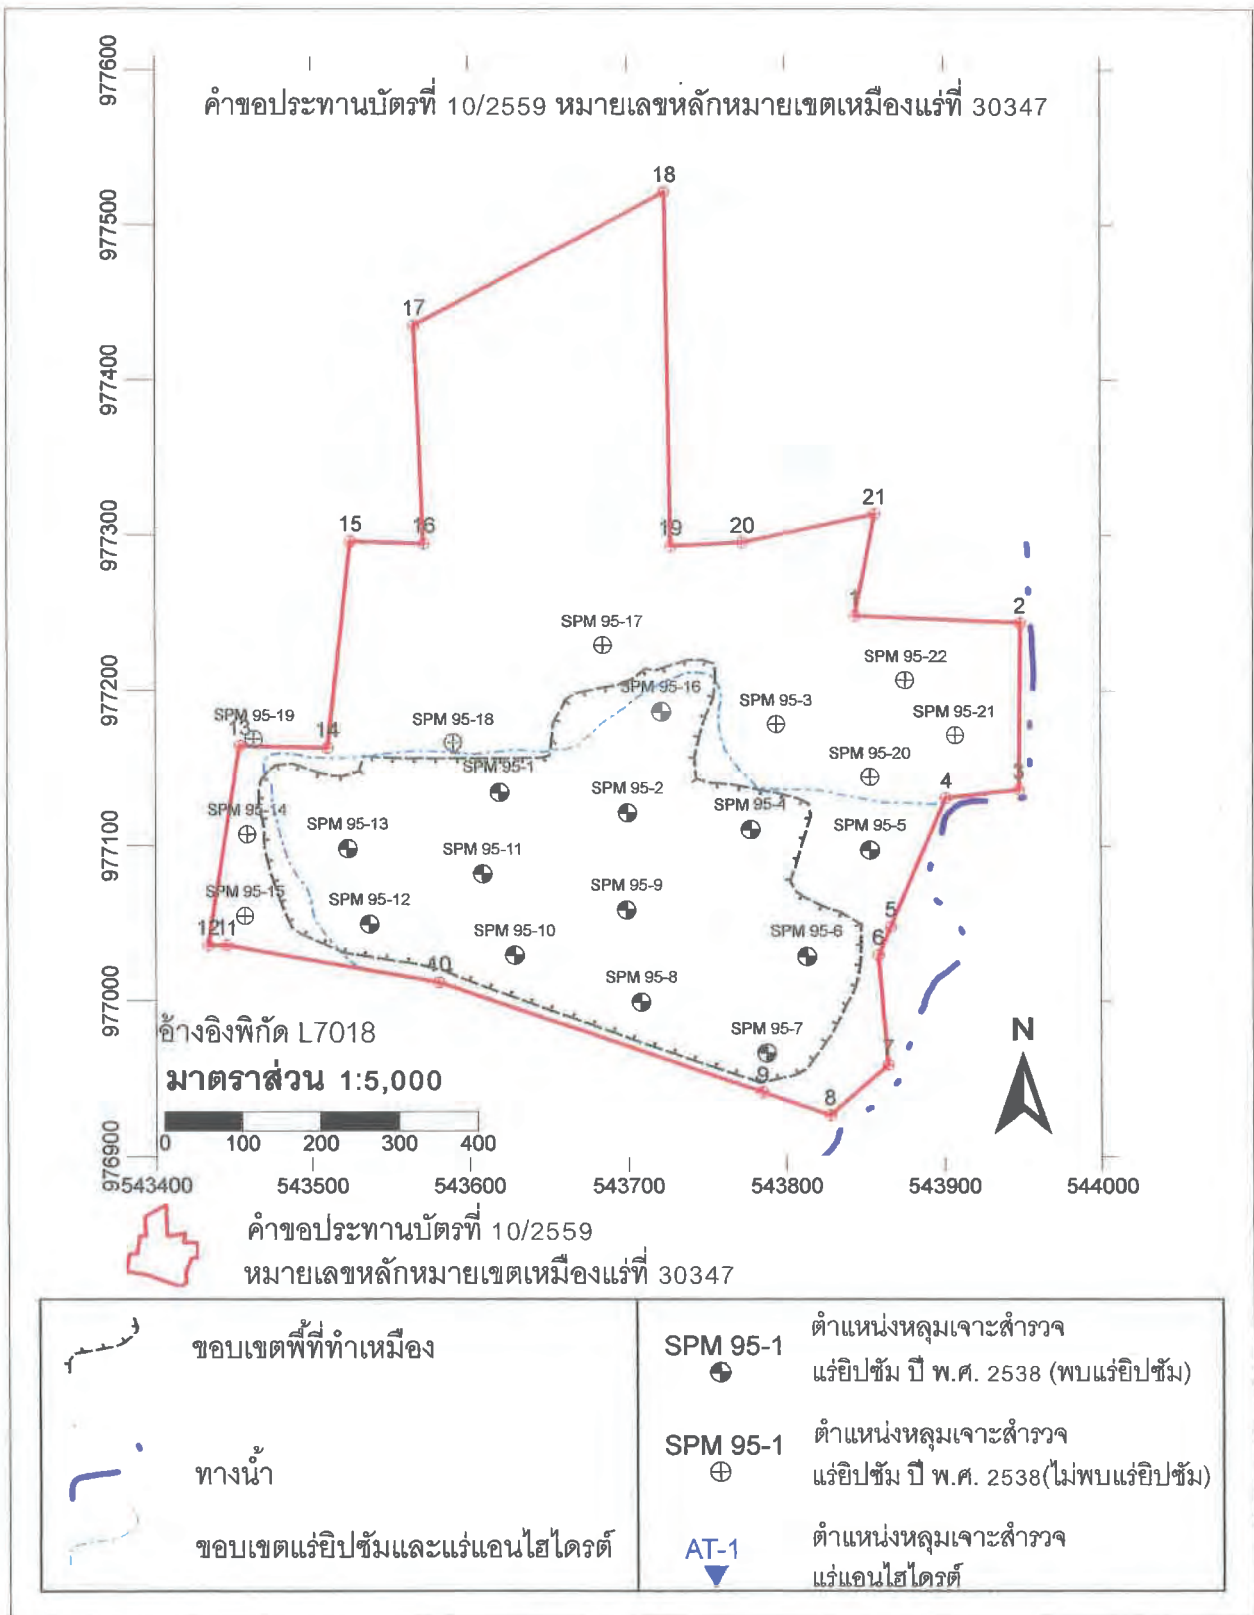 คำขอประทานบัตรที่ 10/2559 หมายเลขหลักหมายเขตเหมืองแร่ที่ 30347
977600
977500
977400
977300
977200
977100
977000
976900
18
17
21
15
16
19
20
1
2
SPM 95-17
SPM 95-22
SPM 95-16
SPM 95-3
SPM 95-19
SPM 95-18
SPM 95-21
13
14
SPM 95-20
SPM 95-1
3
4
SPM 95-2
SPM 95-4
SPM 95-14
SPM 95-13
SPM 95-5
SPM 95-11
SPM 95-9
SPM 95-15
SPM 95-12
5
12
11
SPM 95-10
SPM 95-6
6
10
SPM 95-8
SPM 95-7
7
9
8
N
อ้างอิงพิกัด L7018
มาตราส่วน 1:5,000
0 100 200 300 400
543400 543500 543600 543700 543800 543900 544000
คำขอประทานบัตรที่ 10/2559
หมายเลขหลักหมายเขตเหมืองแร่ที่ 30347
ขอบเขตพื้ที่ทำเหมือง
ทางน้ำ
ขอบเขตแร่ยิปซัมและแร่แอนไฮไดรต์
SPM 95-1
ตำแหน่งหลุมเจาะสำรวจ
แร่ยิปซัม ปี พ.ศ. 2538 (พบแร่ยิปซัม)
SPM 95-1
ตำแหน่งหลุมเจาะสำรวจ
แร่ยิปซัม ปี พ.ศ. 2538(ไม่พบแร่ยิปซัม)
AT-1
ตำแหน่งหลุมเจาะสำรวจ
แร่แอนไฮไดรต์